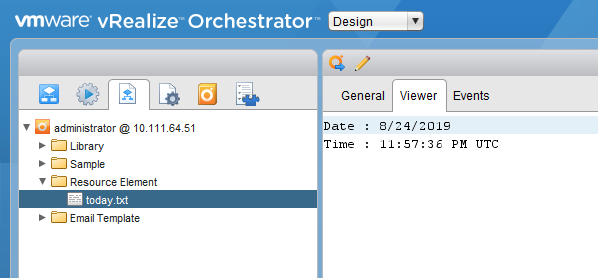 vmware vRealize Orchestrator™ Design
General Viewer Events
administrator @ 10.111.64.51
Library
Sample
Resource Element
today.txt
Email Template
Date : 8/24/2019
Time : 11:57:36 PM UTC